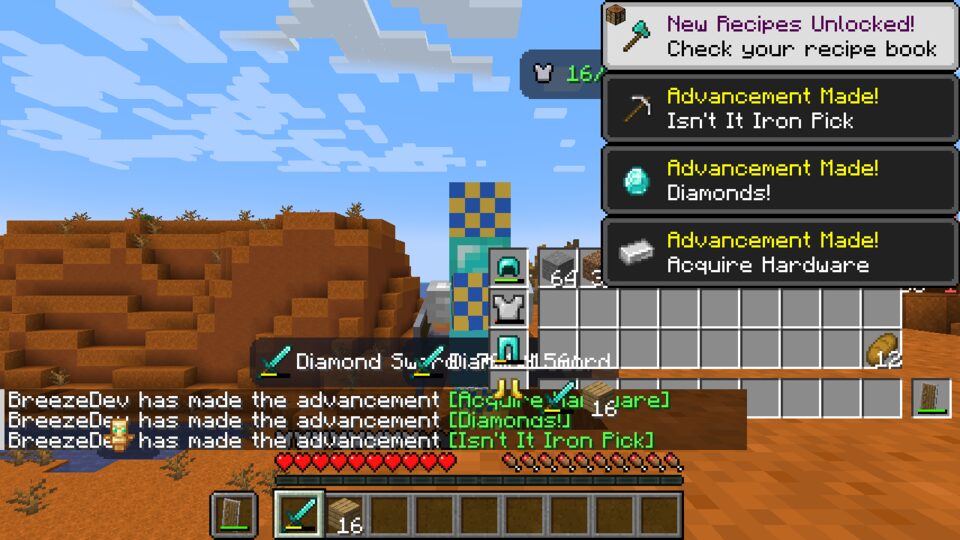 New Recipes Unlocked!
Check your recipe book
16/
Advancement Made!
Isn't It Iron Pick
Advancement Made!
Diamonds!
Advancement Made!
Acquire Hardware
64
12
Diamond
BreezeDev has made the advancement [Acquire Hardware]
16
BreezeDev has made the advancement [Diamonds!]
BreezeDev has made the advancement [Isn't It Iron Pick]
16